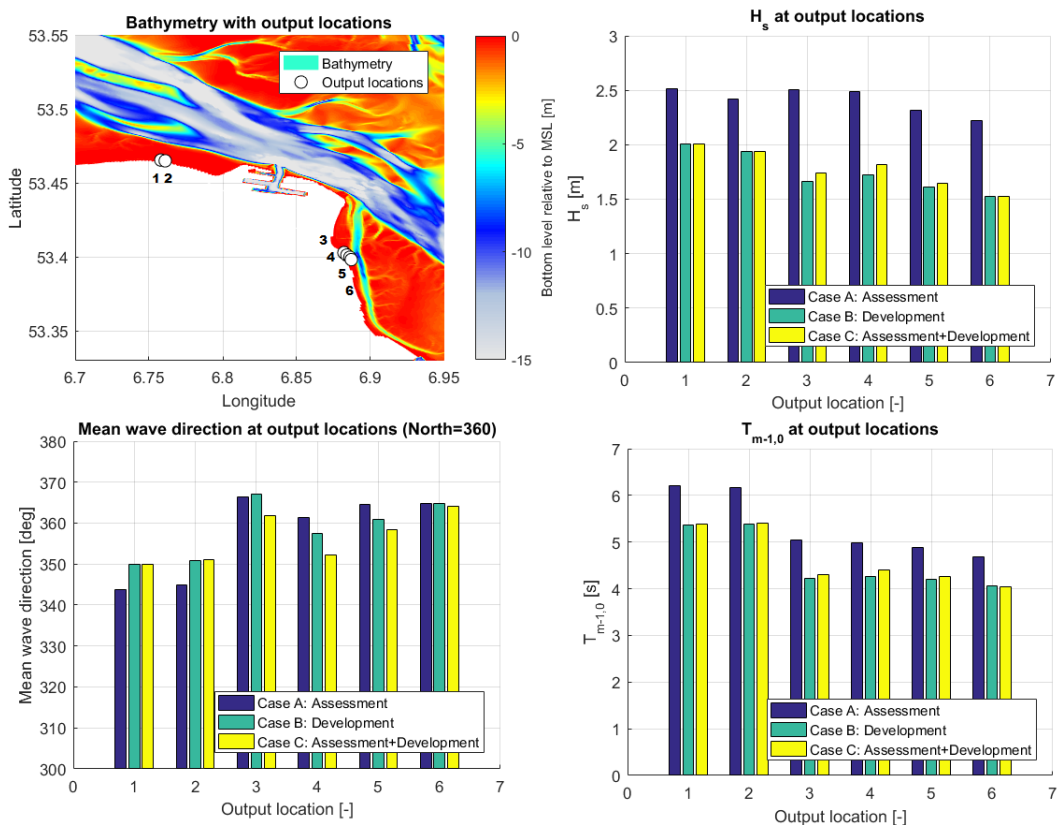 Bathymetry with output locations
53.55
53.5
53.45
53.4
53.35
Latitude
Bathymetry
Output locations
1 2
3
4
5
6
6.7 6.75 6.8 6.85 6.9 6.95
Longitude
0
-5
-10
-15
Bottom level relative to MSL [m]
Hs at output locations
3
2.5
2
1.5
1
0.5
0
Hs [m]
Case A: Assessment
Case B: Development
Case C: Assessment+Development
0 1 2 3 4 5 6 7
Output location [-]
Mean wave direction at output locations (North=360)
380
370
360
350
340
330
320
310
300
Mean wave direction [deg]
Case A: Assessment
Case B: Development
Case C: Assessment+Development
0 1 2 3 4 5 6 7
Output location [-]
Tm-1,0 at output locations
7
6
5
4
3
2
1
0
Tm-1,0 [s]
Case A: Assessment
Case B: Development
Case C: Assessment+Development
0 1 2 3 4 5 6 7
Output location [-]